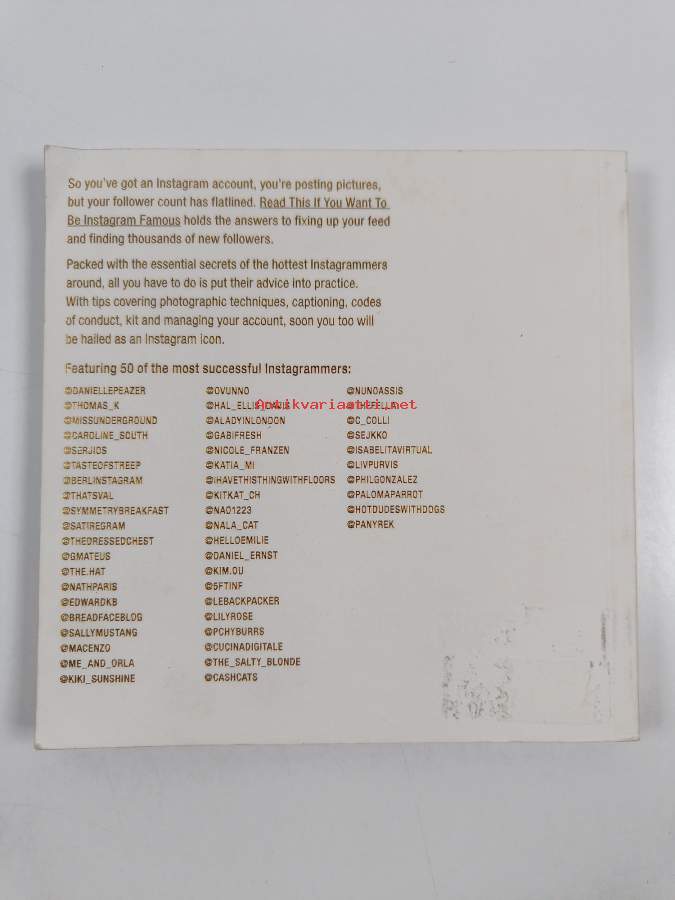 So you've got an Instagram account, you're posting pictures,
but your follower count has flatlined. Read This If You Want To
Be Instagram Famous holds the answers to fixing up your feed
and finding thousands of new followers.
Packed with the essential secrets of the hottest Instagrammers
around, all you have to do is put their advice into practice.
With tips covering photographic techniques, captioning, codes
of conduct, kit and managing your account, soon you too will
be hailed as an Instagram icon.
Featuring 50 of the most successful Instagrammers:
@DANIELLEPEAZER
@THOMAS_K
@MISSUNDERGROUND
@CAROLINE_SOUTH
@SERJIOS
@TASTEOFSTREEP
@BERLINSTAGRAM
@THATSVAL
@SYMMETRYBREAKFAST
@SATIREGRAM
@THEDRESSEDCHEST
@GMATEUS
@THE.HAT
@NATHPARIS
@EDWARDKB
@BREADFACEBLOG
@SALLYMUSTANG
@MACENZO
@ME_AND_ORLA
@KIKI_SUNSHINE
@OVUNNO
@ALADYINLONDON
@GABIFRESH
@NICOLE_FRANZEN
@KATIA_MI
@IHAVETHISTHINGWITHFLOORS
@KITKAT_CH
@NAO1223
@NALA_CAT
@HELLOEMILIE
@DANIEL_ERNST
@KIM.OU
@5FTINF
@LEBACKPACKER
@LILYROSE
@PCHYBURRS
@CUCINADIGITALE
@THE_SALTY_BLONDE
@CASHCATS
@NUNOASSIS
@C_COLLI
@SEJKKO
@ISABELITAVIRTUAL
@LIVPURVIS
@PHILGONZALEZ
@PALOMAPARROT
@HOTDUDESWITHDOGS
@PANYREK
Antikvariaatti.net